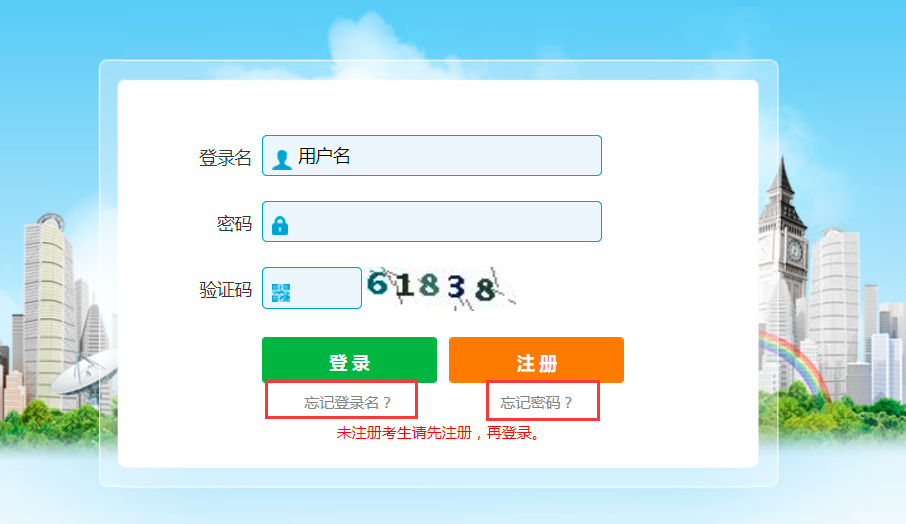 登录名 用户名
密码
验证码 61838
登录 注册
忘记登录名？ 忘记密码？
未注册考生请先注册，再登录。